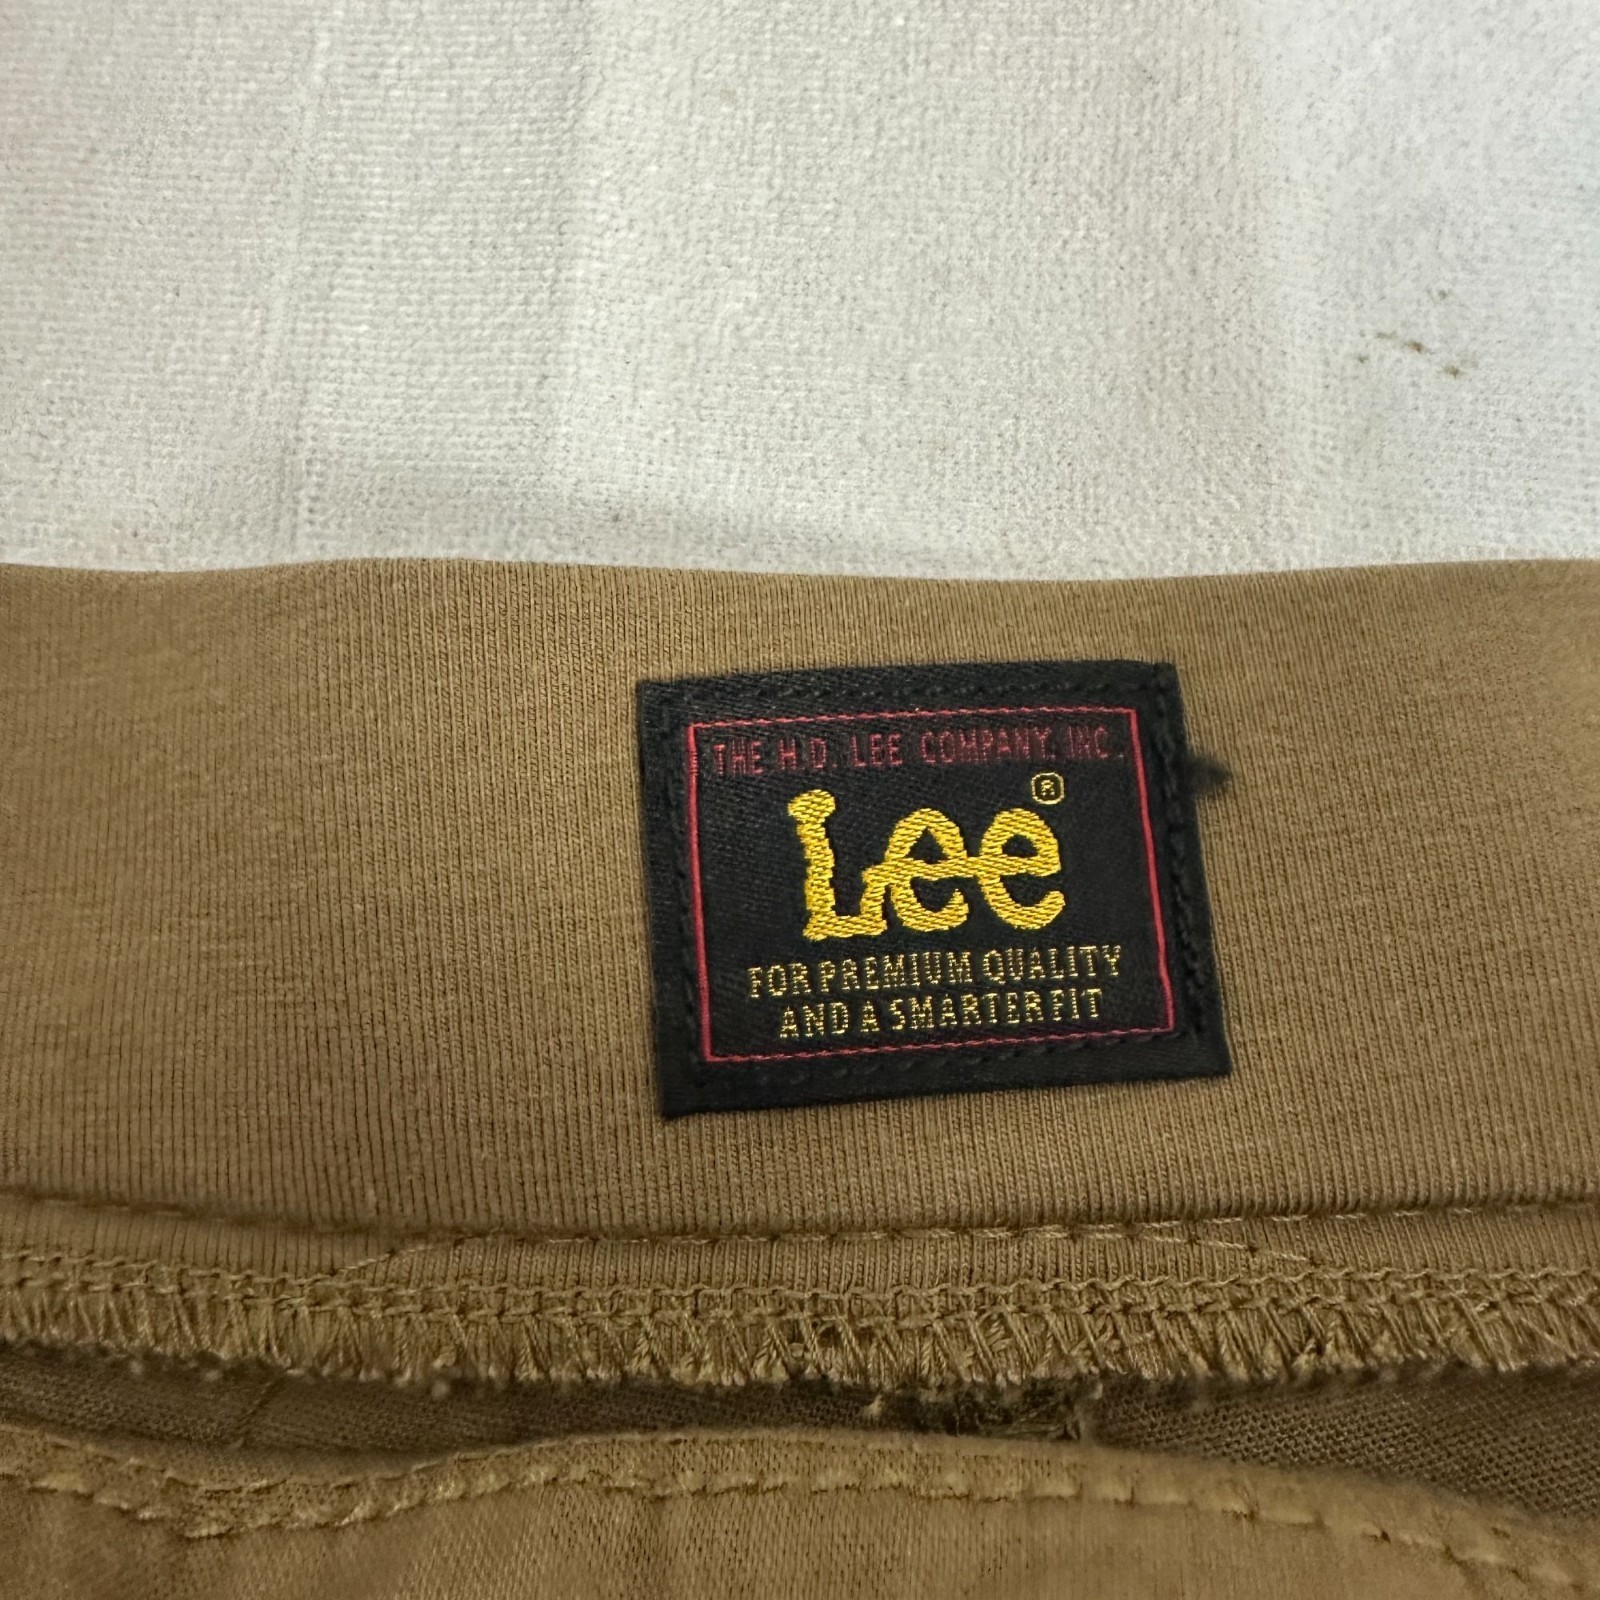 THE H.D. LEE COMPANY, INC.
Lee®
FOR PREMIUM QUALITY
AND A SMARTER FIT